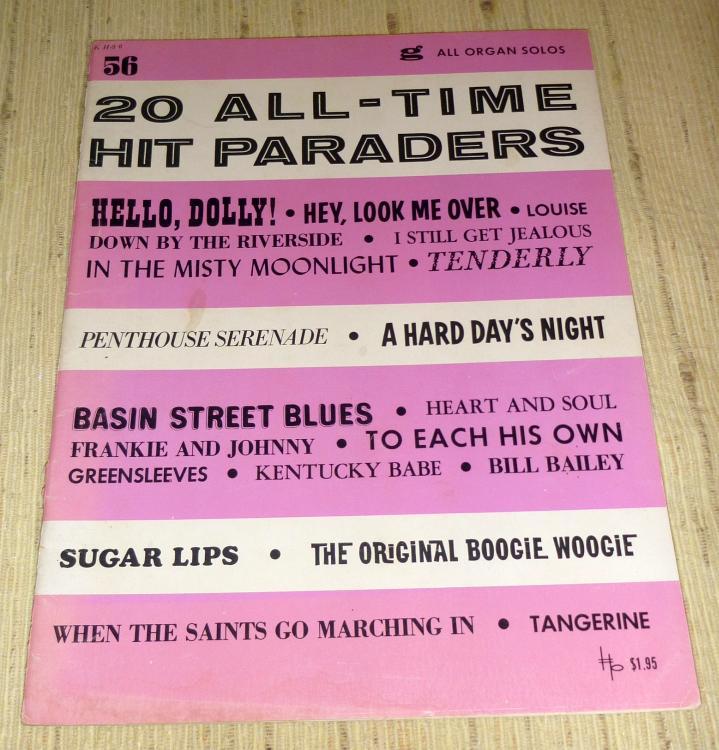 56
g ALL ORGAN SOLOS
20 ALL-TIME
HIT PARADERS
HELLO, DOLLY! • HEY, LOOK ME OVER • LOUISE
DOWN BY THE RIVERSIDE • I STILL GET JEALOUS
IN THE MISTY MOONLIGHT • TENDERLY
PENTHOUSE SERENADE • A HARD DAY'S NIGHT
BASIN STREET BLUES • HEART AND SOUL
FRANKIE AND JOHNNY • TO EACH HIS OWN
GREENSLEEVES • KENTUCKY BABE • BILL BAILEY
SUGAR LIPS • THE ORiGiNAL BOOGiE WOOGiE
WHEN THE SAINTS GO MARCHING IN • TANGERINE
$1.95